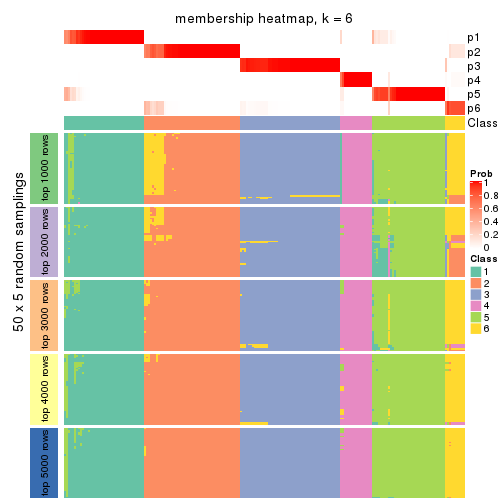 membership heatmap, k = 6
p1
p2
p3
p4
p5
p6
Class
50 x 5 random samplings
top 1000 rows
top 2000 rows
top 3000 rows
top 4000 rows
top 5000 rows
Prob
1
0.8
0.6
0.4
0.2
0
Class
1
2
3
4
5
6